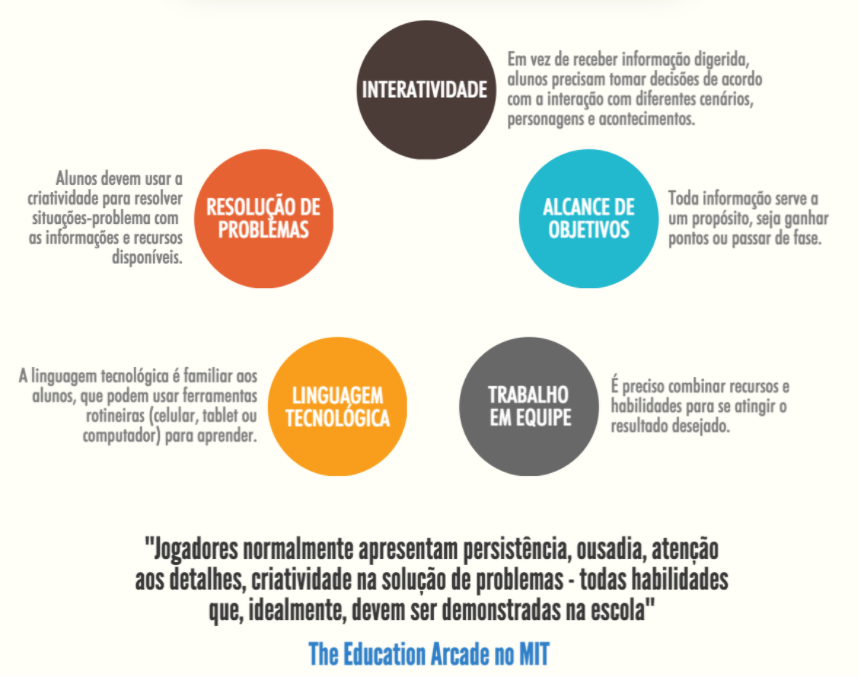 INTERATIVIDADE
Em vez de receber informação digerida,
alunos precisam tomar decisões de acordo
com a interação com diferentes cenários,
personagens e acontecimentos.
Alunos devem usar a
criatividade para resolver
situações-problema com
as informações e recursos
disponíveis.
RESOLUÇÃO DE
PROBLEMAS
ALCANCE DE
OBJETIVOS
Toda informação serve a
um propósito, seja ganhar
pontos ou passar de fase.
A linguagem tecnológica é familiar aos
alunos, que podem usar ferramentas
rotineiras (celular, tablet ou
computador) para aprender.
LINGUAGEM
TECNOLÓGICA
TRABALHO
EM EQUIPE
É preciso combinar recursos e
habilidades para se atingir o
resultado desejado.
"Jogadores normalmente apresentam persistência, ousadia, atenção
aos detalhes, criatividade na solução de problemas - todas habilidades
que, idealmente, devem ser demonstradas na escola"
The Education Arcade no MIT